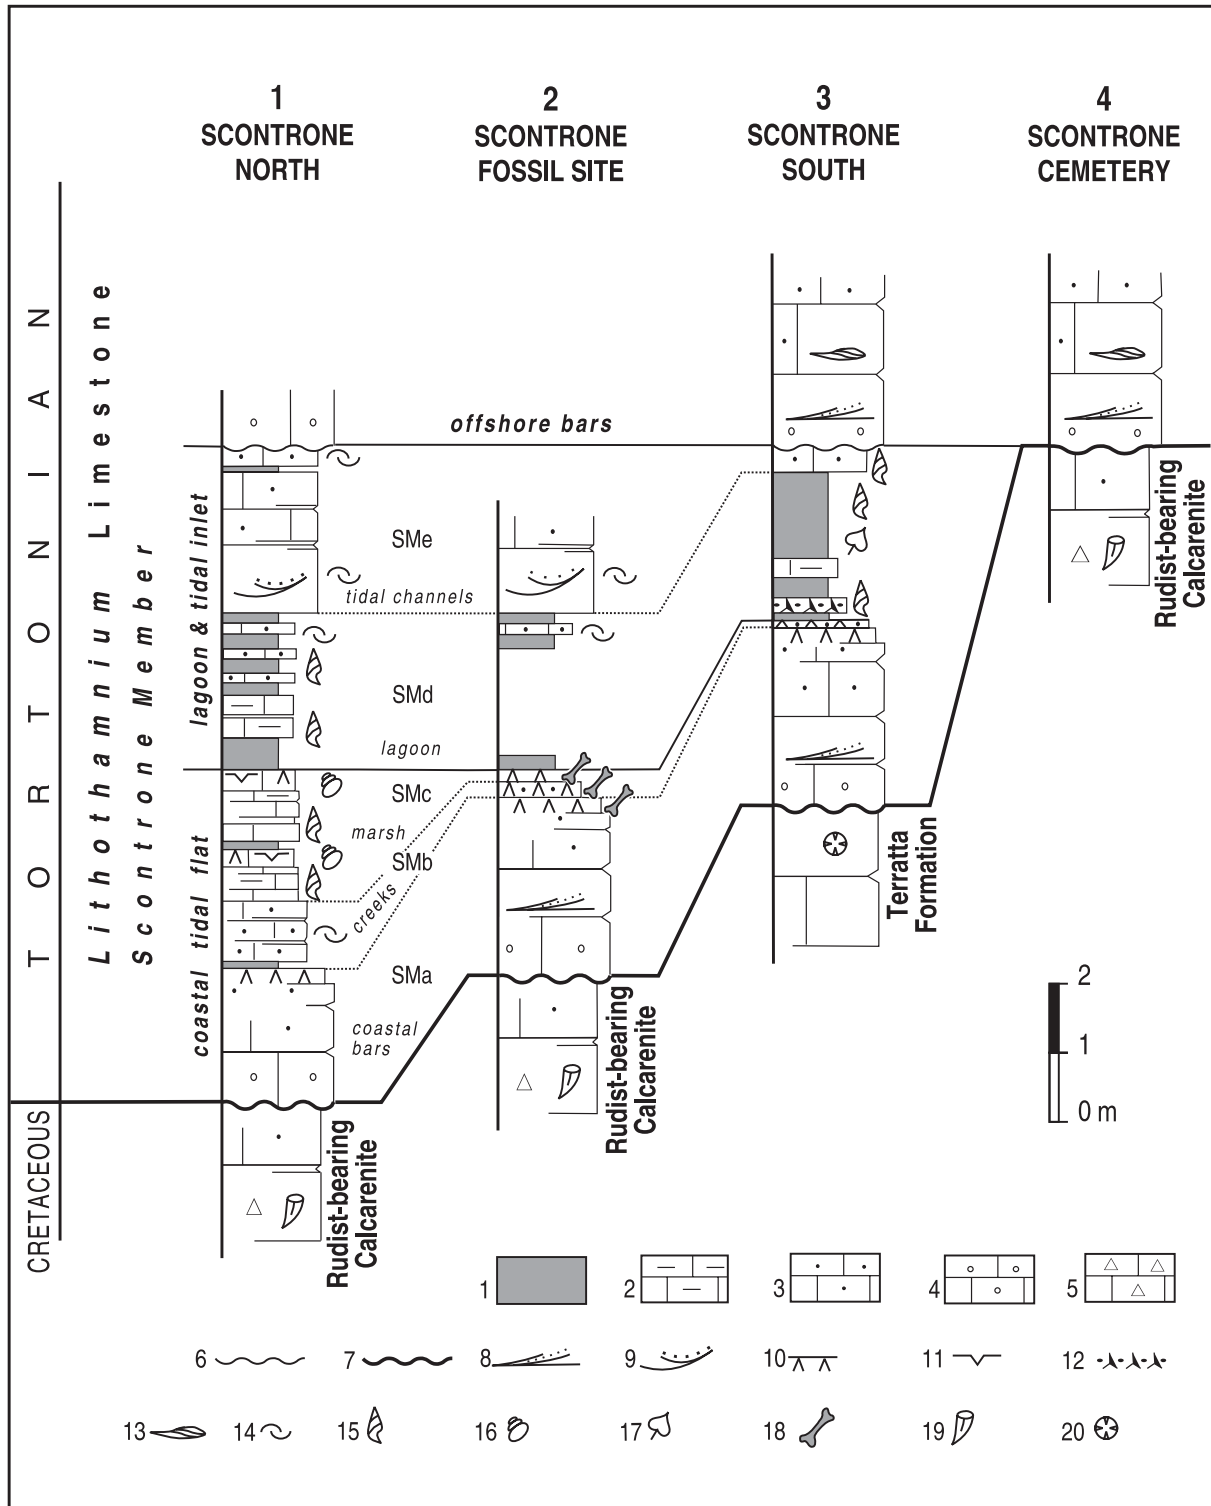 1
SCONTRONE
NORTH
2
SCONTRONE
FOSSIL SITE
3
SCONTRONE
SOUTH
4
SCONTRONE
CEMETERY
TORTONIAN
CRETACEOUS
Lithothamnium Limestone
Scontrone Member
lagoon & tidal inlet
coastal tidal flat
offshore bars
SMe
tidal channels
SMd
lagoon
SMc
marsh
SMb
creeks
SMa
coastal
bars
Rudist-bearing
Calcarenite
Rudist-bearing
Calcarenite
Terratta
Formation
Rudist-bearing
Calcarenite
2
1
0 m
1
2
3
4
5
6
7
8
9
10
11
12
13
14
15
16
17
18
19
20